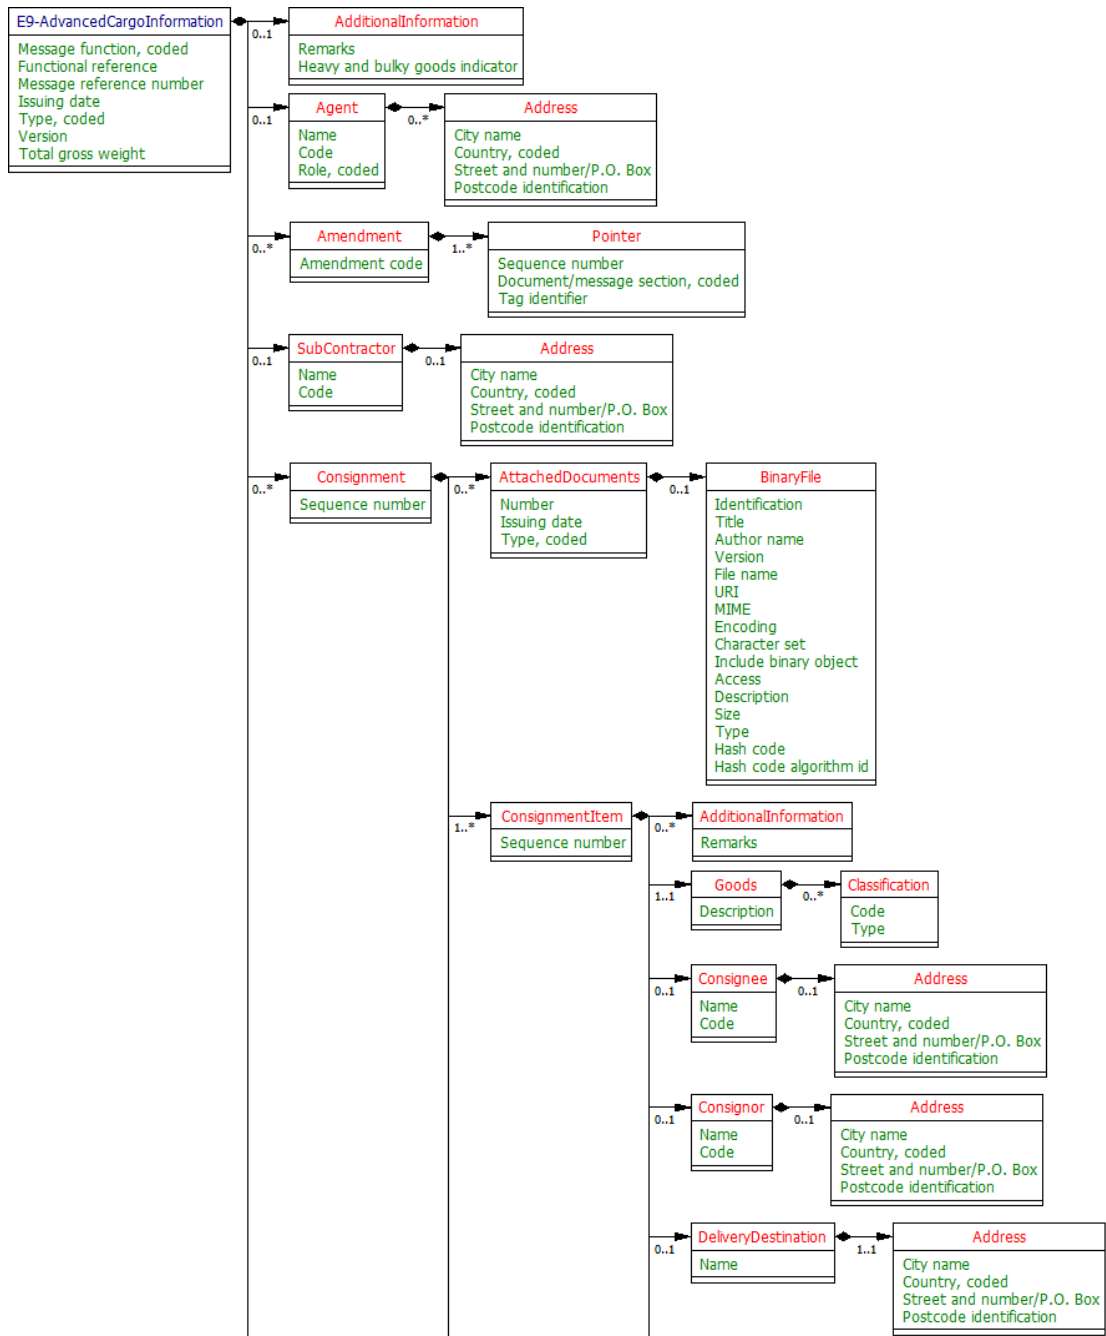 E9-AdvancedCargoInformation
Message function, coded
Functional reference
Message reference number
Issuing date
Type, coded
Version
Total gross weight
0..1
AdditionalInformation
Remarks
Heavy and bulky goods indicator
0..1
Agent
Name
Code
Role, coded
0..*
Address
City name
Country, coded
Street and number/P.O. Box
Postcode identification
0..*
Amendment
Amendment code
1..*
Pointer
Sequence number
Document/message section, coded
Tag identifier
0..1
SubContractor
Name
Code
0..1
Address
City name
Country, coded
Street and number/P.O. Box
Postcode identification
0..*
Consignment
Sequence number
0..*
AttachedDocuments
Number
Issuing date
Type, coded
0..1
BinaryFile
Identification
Title
Author name
Version
File name
URI
MIME
Encoding
Character set
Include binary object
Access
Description
Size
Type
Hash code
Hash code algorithm id
1..*
ConsignmentItem
Sequence number
0..*
AdditionalInformation
Remarks
1..1
Goods
Description
0..*
Classification
Code
Type
0..1
Consignee
Name
Code
0..1
Address
City name
Country, coded
Street and number/P.O. Box
Postcode identification
0..1
Consignor
Name
Code
0..1
Address
City name
Country, coded
Street and number/P.O. Box
Postcode identification
0..1
DeliveryDestination
Name
1..1
Address
City name
Country, coded
Street and number/P.O. Box
Postcode identification